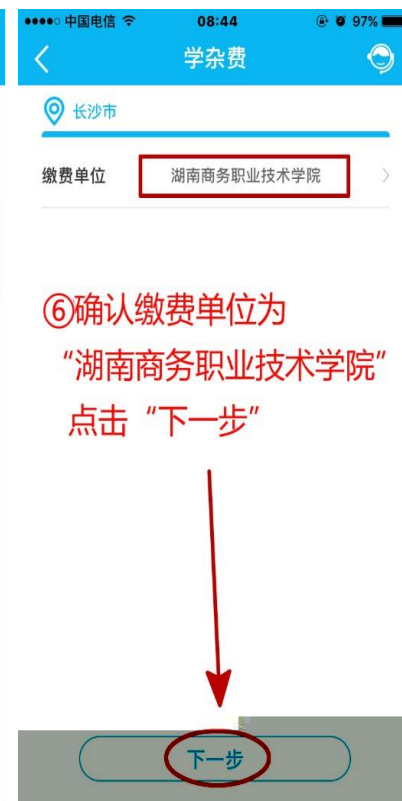 中国电信 08:44 97%
学杂费
长沙市
缴费单位 湖南商务职业技术学院
⑥确认缴费单位为
“湖南商务职业技术学院”
点击“下一步”
下一步